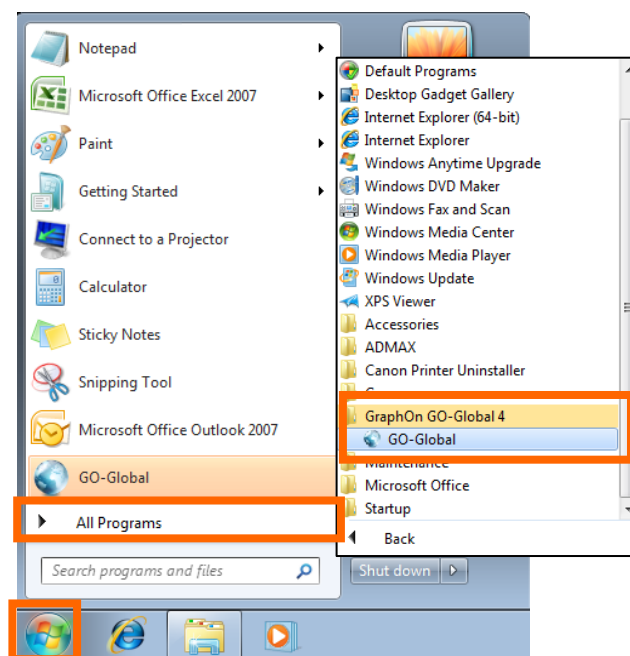 Notepad
Microsoft Office Excel 2007
Paint
Getting Started
Connect to a Projector
Calculator
Sticky Notes
Snipping Tool
Microsoft Office Outlook 2007
GO-Global
All Programs
Search programs and files
Default Programs
Desktop Gadget Gallery
Internet Explorer (64-bit)
Internet Explorer
Windows Anytime Upgrade
Windows DVD Maker
Windows Fax and Scan
Windows Media Center
Windows Media Player
Windows Update
XPS Viewer
Accessories
ADMAX
Canon Printer Uninstaller
GraphOn GO-Global 4
GO-Global
Maintenance
Microsoft Office
Startup
Back
Shut down